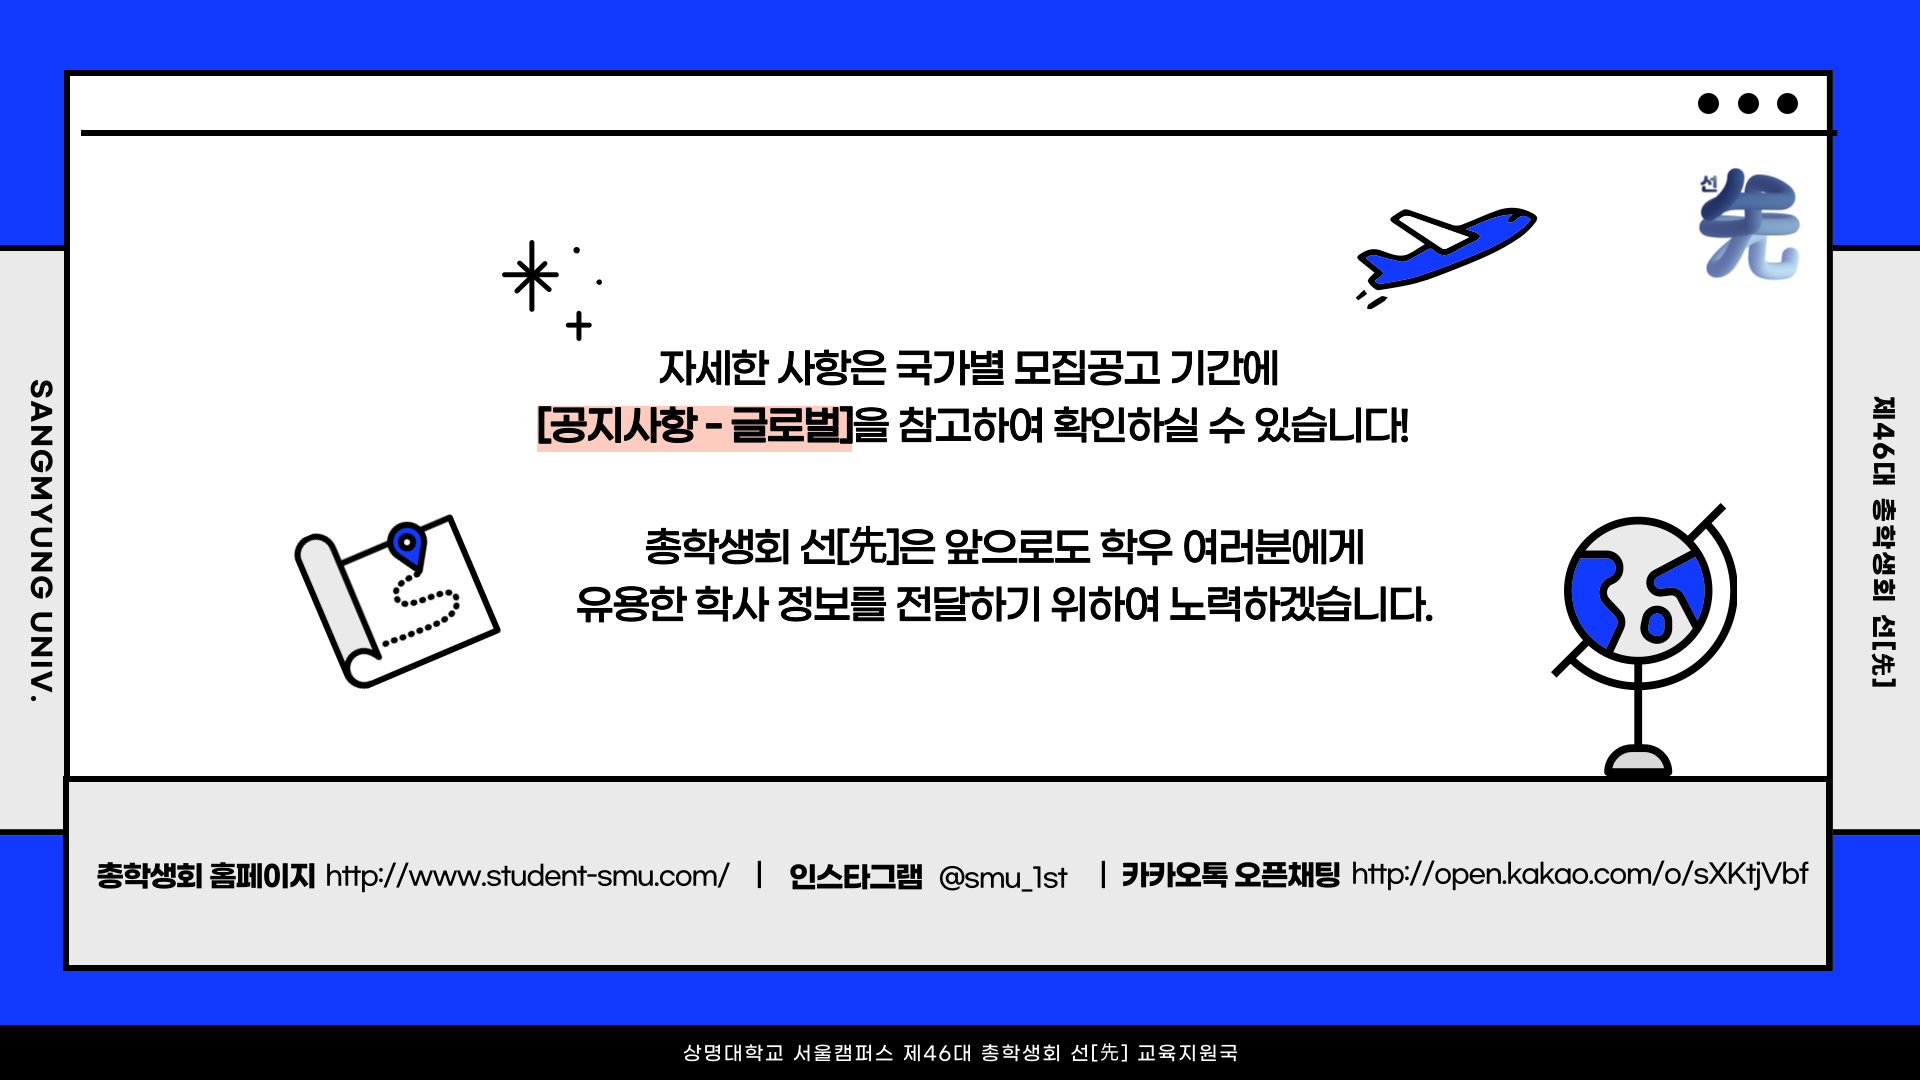 선 先
자세한 사항은 국가별 모집공고 기간에
[공지사항 - 글로벌]을 참고하여 확인하실 수 있습니다!
총학생회 선[先]은 앞으로도 학우 여러분에게
유용한 학사 정보를 전달하기 위하여 노력하겠습니다.
SANGMYUNG UNIV.
제46대 총학생회 선[先]
총학생회 홈페이지 http://www.student-smu.com/ | 인스타그램 @smu_1st | 카카오톡 오픈채팅 http://open.kakao.com/o/sXKtjVbf
상명대학교 서울캠퍼스 제46대 총학생회 선[先] 교육지원국